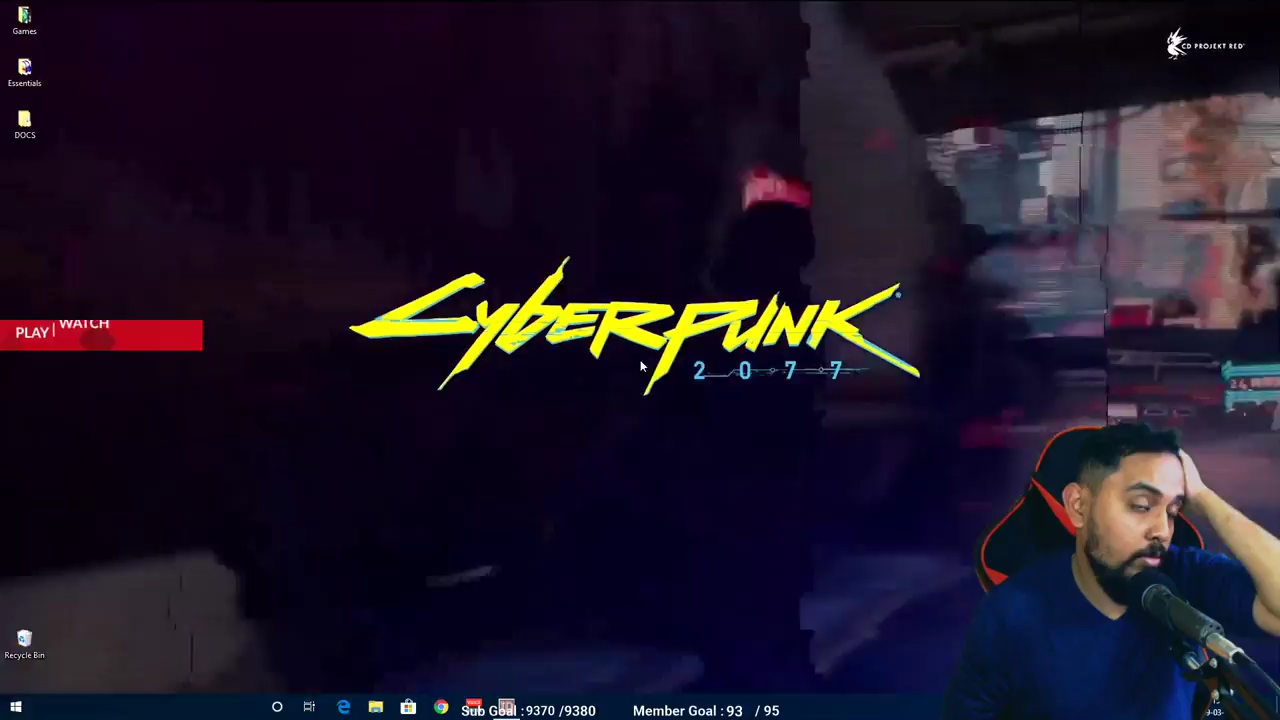 Games
CD PROJEKT RED
Essentials
DOCS
CYBERPUNK
2077
PLAY | WATCH
24
Recycle Bin
Sub Goal :9370 /9380
Member Goal : 93 / 95